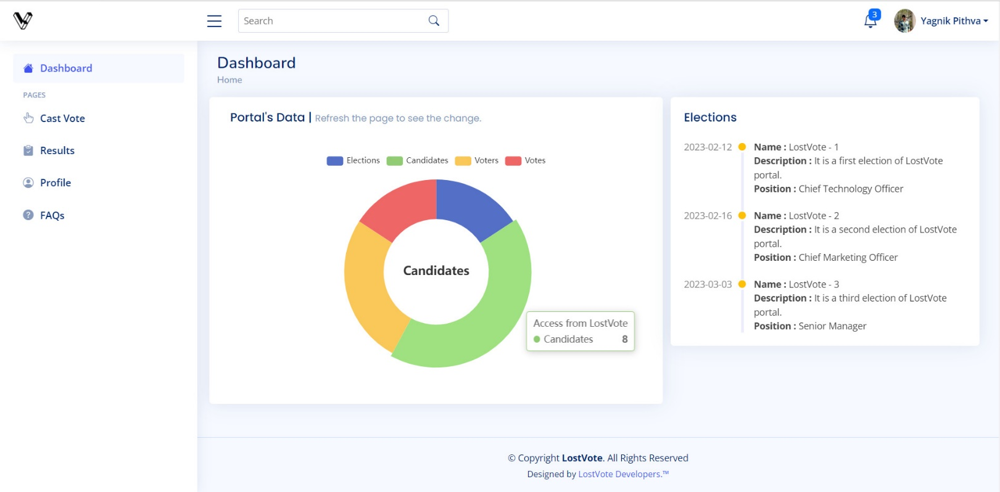 Search
3
Yagnik Pithva
Dashboard
PAGES
Cast Vote
Results
Profile
FAQs
Dashboard
Home
Portal's Data | Refresh the page to see the change.
Elections Candidates Voters Votes
Candidates
Access from LostVote
Candidates 8
Elections
2023-02-12 Name : LostVote - 1
Description : It is a first election of LostVote
portal.
Position : Chief Technology Officer
2023-02-16 Name : LostVote - 2
Description : It is a second election of LostVote
portal.
Position : Chief Marketing Officer
2023-03-03 Name : LostVote - 3
Description : It is a third election of LostVote
portal.
Position : Senior Manager
© Copyright LostVote. All Rights Reserved
Designed by LostVote Developers.™